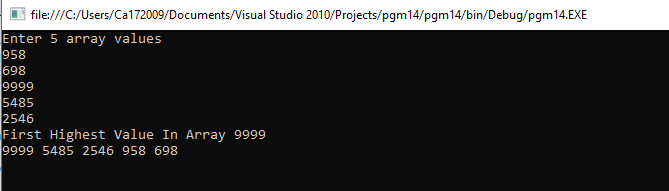 file:///C:/Users/Ca172009/Documents/Visual Studio 2010/Projects/pgm14/pgm14/bin/Debug/pgm14.EXE
Enter 5 array values
958
698
9999
5485
2546
First Highest Value In Array 9999
9999 5485 2546 958 698